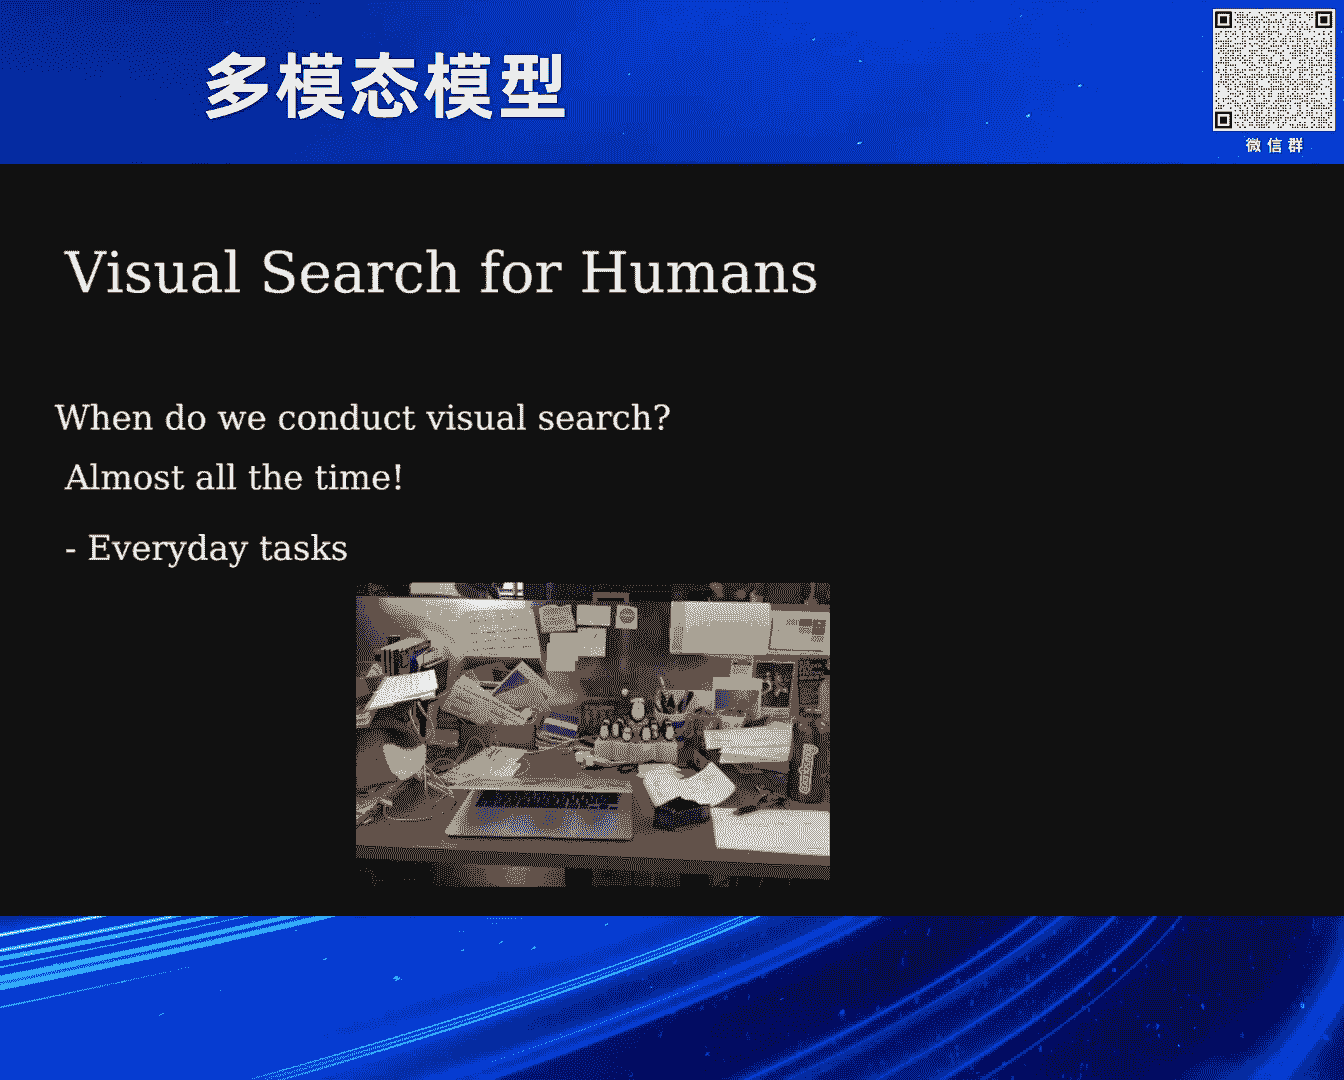 多模态模型
微信群
Visual Search for Humans
When do we conduct visual search?
Almost all the time!
- Everyday tasks